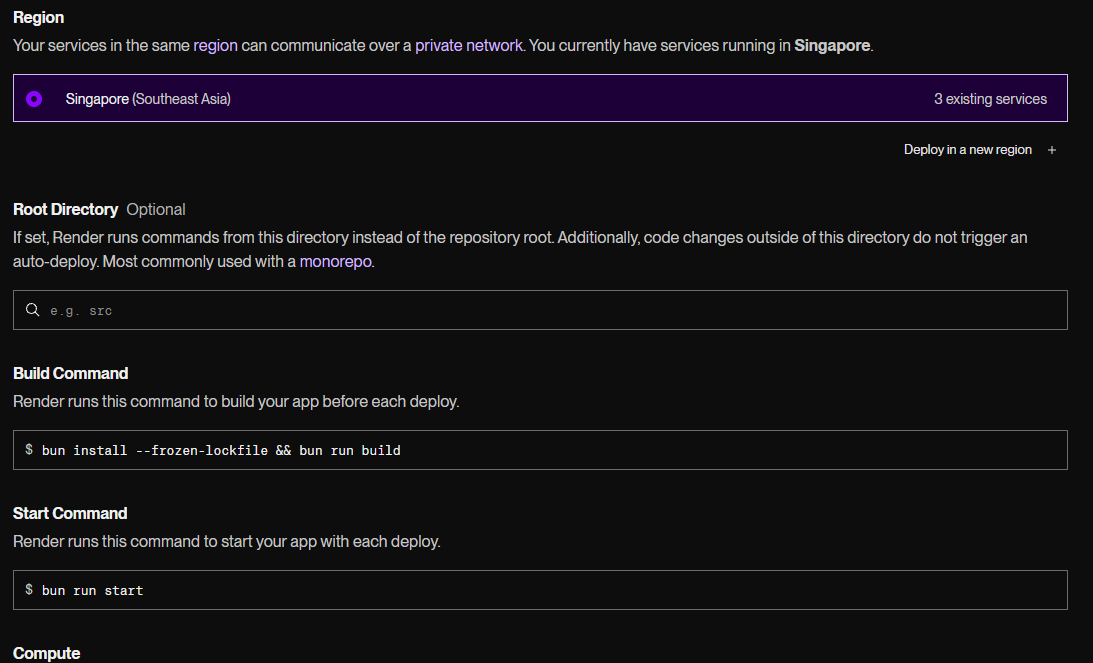 Region
Your services in the same region can communicate over a private network. You currently have services running in Singapore.
Singapore (Southeast Asia) 3 existing services
Deploy in a new region +
Root Directory Optional
If set, Render runs commands from this directory instead of the repository root. Additionally, code changes outside of this directory do not trigger an
auto-deploy. Most commonly used with a monorepo.
e.g. src
Build Command
Render runs this command to build your app before each deploy.
$ bun install --frozen-lockfile && bun run build
Start Command
Render runs this command to start your app with each deploy.
$ bun run start
Compute